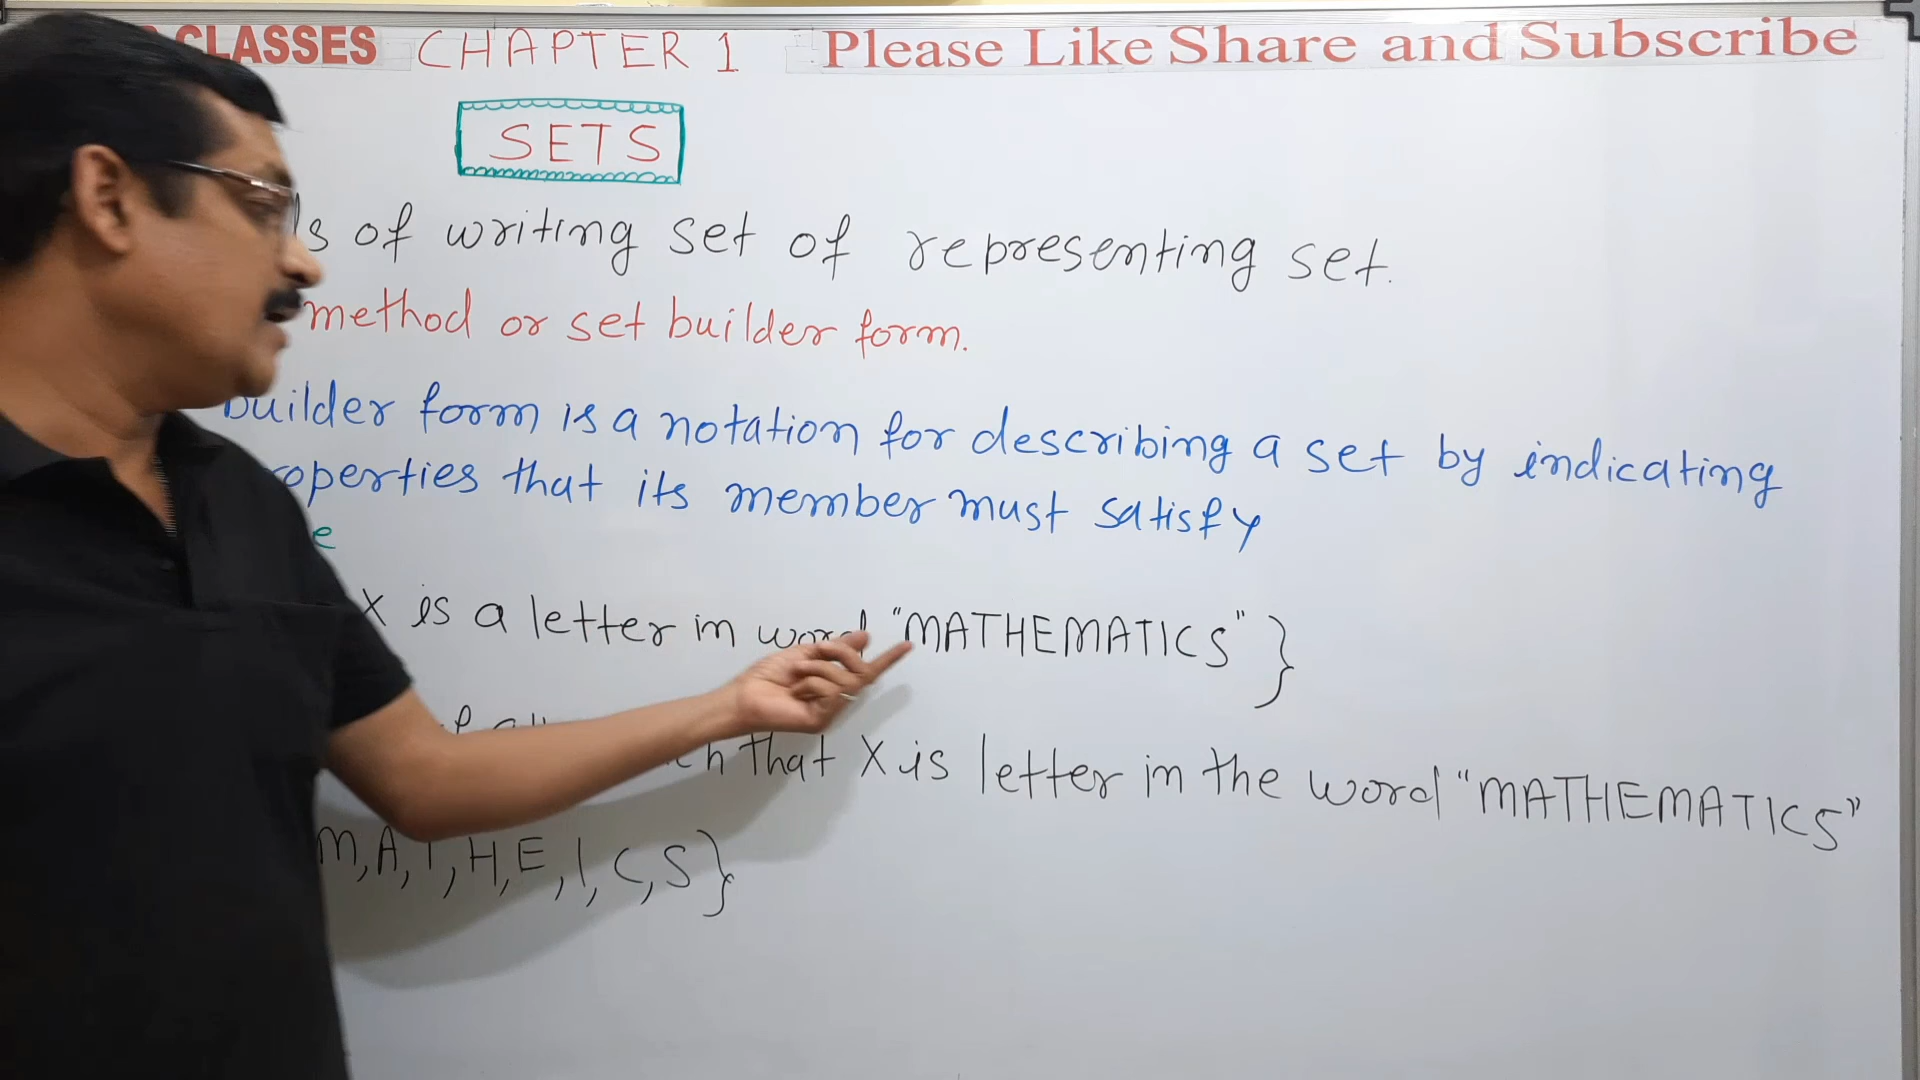 CLASSES CHAPTER 1 Please Like Share and Subscribe
SETS
of writing set of representing set.
method or set builder form.
builder form is a notation for describing a set by indicating
that its member must satisfy
X is a letter in word "MATHEMATICS" }
that X is letter in the word "MATHEMATICS"
M, A, T, H, E, I, C, S }